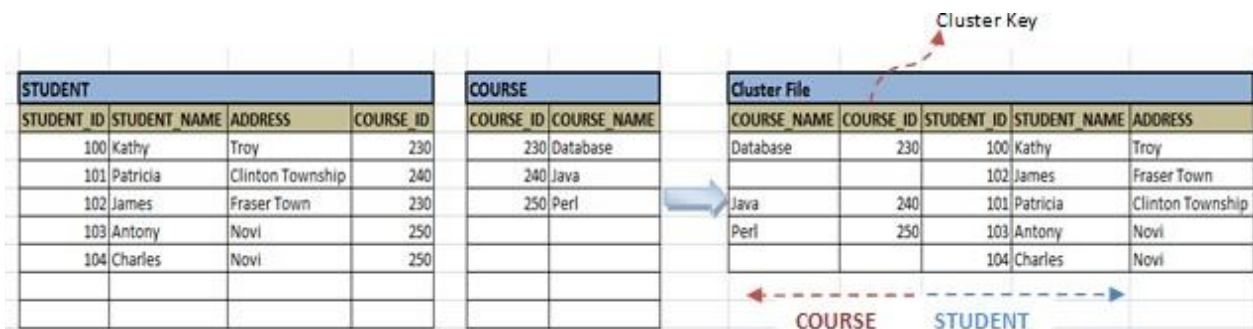 Cluster Key
STUDENT
STUDENT_ID STUDENT_NAME ADDRESS COURSE_ID
100 Kathy Troy 230
101 Patricia Clinton Township 240
102 James Fraser Town 230
103 Antony Novi 250
104 Charles Novi 250
COURSE
COURSE_ID COURSE_NAME
230 Database
240 Java
250 Perl
Cluster File
COURSE_NAME COURSE_ID STUDENT_ID STUDENT_NAME ADDRESS
Database 230 100 Kathy Troy
102 James Fraser Town
Java 240 101 Patricia Clinton Township
Perl 250 103 Antony Novi
104 Charles Novi
COURSE STUDENT